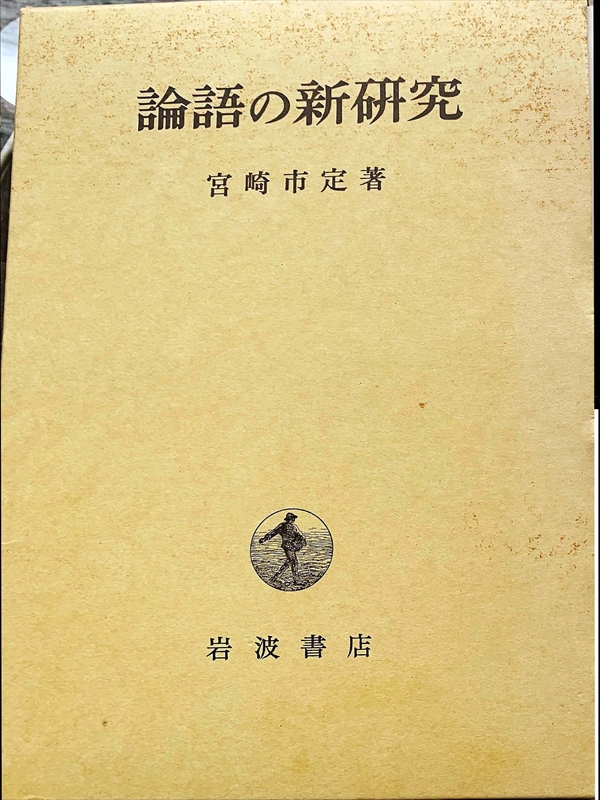 論語の新研究
宮崎市定著
岩波書店